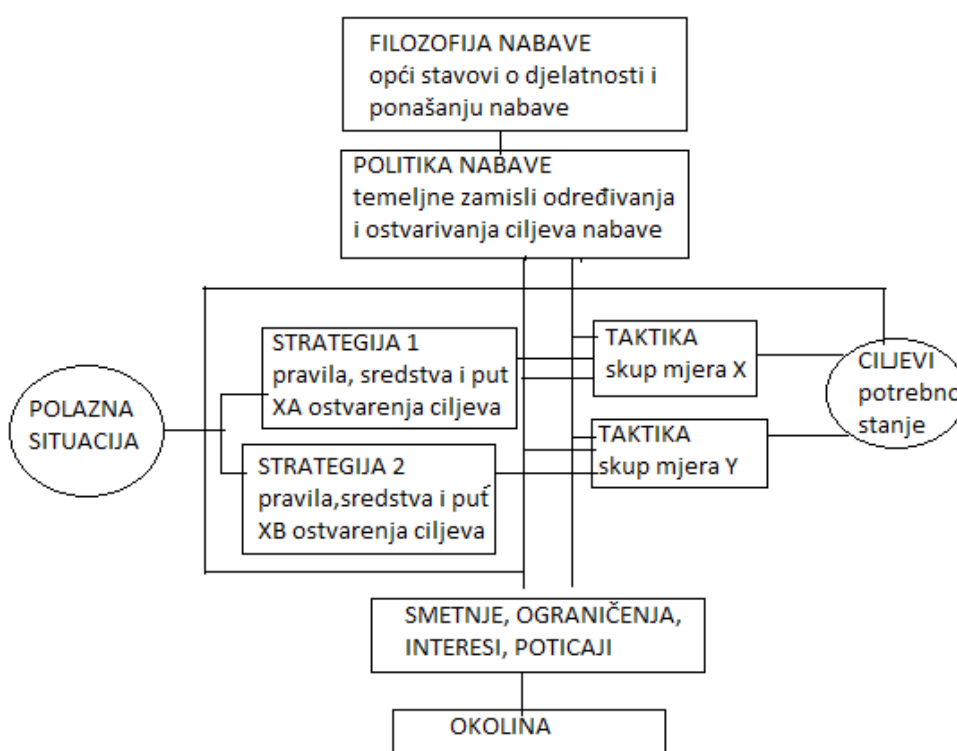 FILOZOFIJA NABAVE
opći stavovi o djelatnosti i
ponašanju nabave
POLITIKA NABAVE
temeljne zamisli određivanja
i ostvarivanja ciljeva nabave
POLAZNA
SITUACIJA
STRATEGIJA 1
pravila, sredstva i put
XA ostvarenja ciljeva
STRATEGIJA 2
pravila,sredstva i put
XB ostvarenja ciljeva
TAKTIKA
skup mjera X
TAKTIKA
skup mjera Y
CILJEVI
potrebno
stanje
SMETNJE, OGRANIČENJA,
INTERESI, POTICAJI
OKOLINA